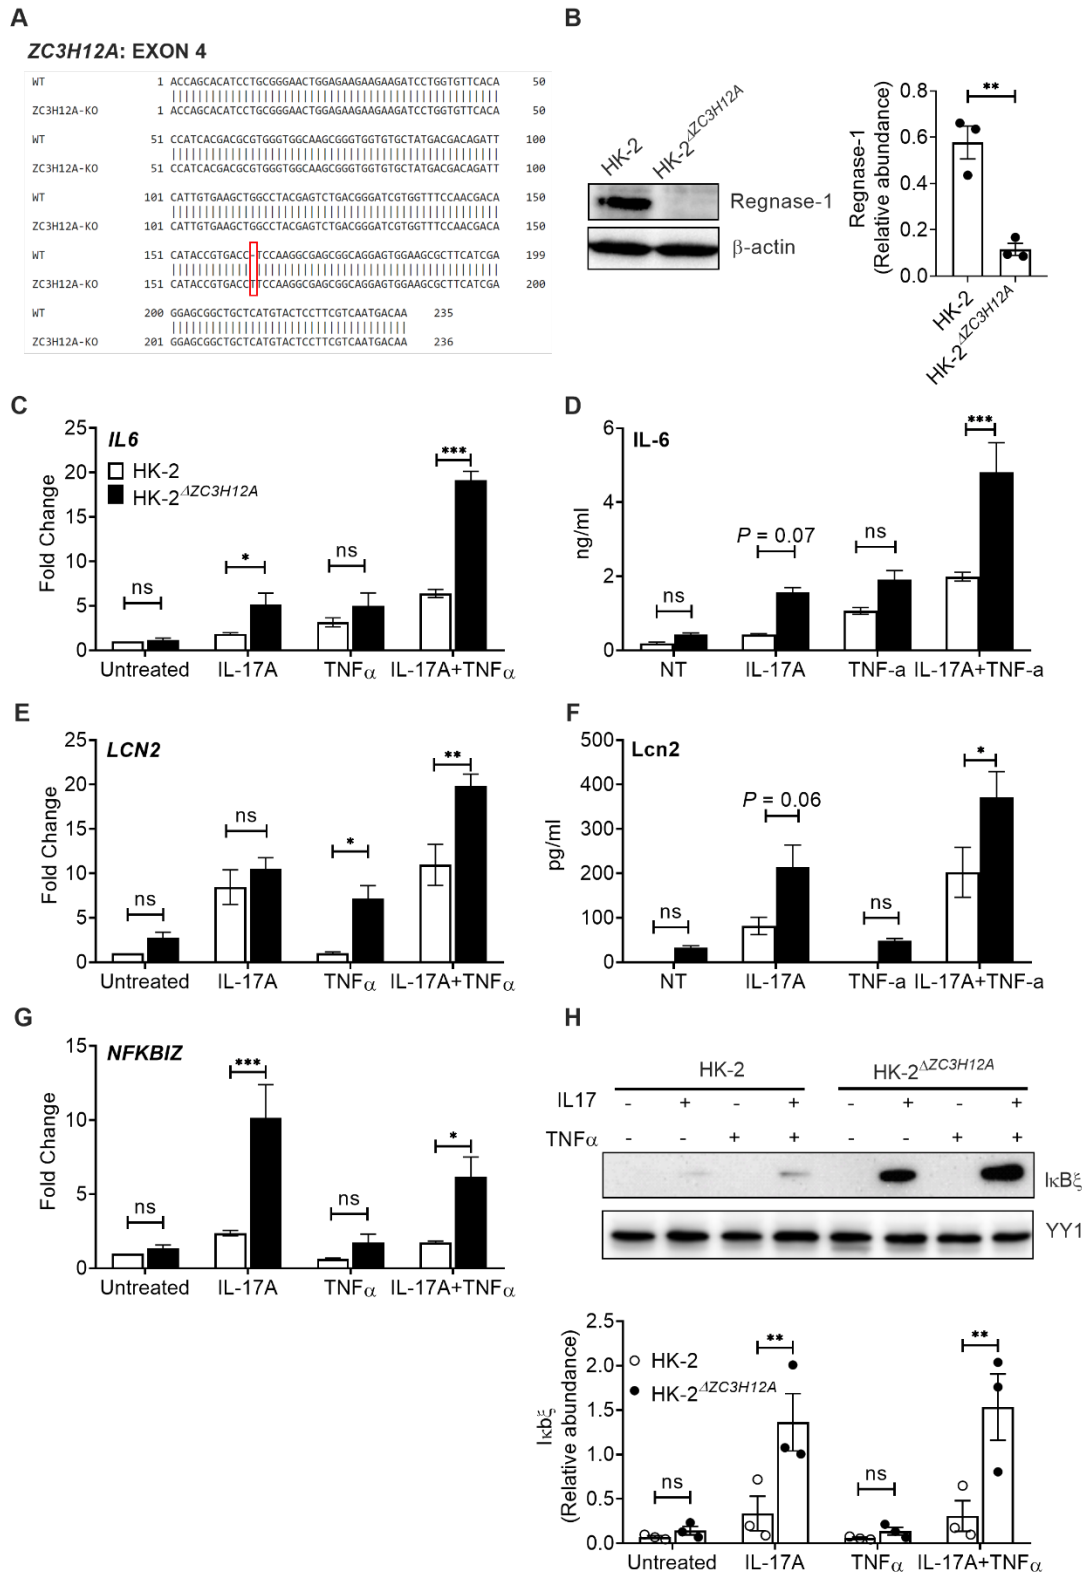 A
ZC3H12A: EXON 4
WT 1 ACCAGCACATCCTGCGGGAACTGGAGAAGAAGAAGATCCTGGTGTTCACA 50
ZC3H12A-KO 1 ACCAGCACATCCTGCGGGAACTGGAGAAGAAGAAGATCCTGGTGTTCACA 50
WT 51 CCATCACGACGCGTGGGTGGCAAGCGGGTGGTGTGCTATGACGACAGATT 100
ZC3H12A-KO 51 CCATCACGACGCGTGGGTGGCAAGCGGGTGGTGTGCTATGACGACAGATT 100
WT 101 CATTGTGAAGCTGGCCTACGAGTCTGACGGGATCGTGGTTTCCAACGACA 150
ZC3H12A-KO 101 CATTGTGAAGCTGGCCTACGAGTCTGACGGGATCGTGGTTTCCAACGACA 150
WT 151 CATACCGTGACC-TCCAAGGCGAGCGGCAGGAGTGGAAGCGCTTCATCGA 199
ZC3H12A-KO 151 CATACCGTGACCTTCCAAGGCGAGCGGCAGGAGTGGAAGCGCTTCATCGA 200
WT 200 GGAGCGGCTGCTCATGTACTCCTTCGTCAATGACAA 235
ZC3H12A-KO 201 GGAGCGGCTGCTCATGTACTCCTTCGTCAATGACAA 236
B
HK-2 HK-2ΔZC3H12A
Regnase-1
β-actin
Regnase-1
(Relative abundance)
0.8
0.6
0.4
0.2
0.0
**
HK-2
HK-2ΔZC3H12A
C
IL6
HK-2
HK-2ΔZC3H12A
Fold Change
25
20
15
10
5
0
ns * ns ***
Untreated IL-17A TNFα IL-17A+TNFα
D
IL-6
ng/ml
6
4
2
0
ns P = 0.07 ns ***
NT IL-17A TNF-a IL-17A+TNF-a
E
LCN2
Fold Change
25
20
15
10
5
0
ns ns * **
Untreated IL-17A TNFα IL-17A+TNFα
F
Lcn2
pg/ml
500
400
300
200
100
0
ns P = 0.06 ns *
NT IL-17A TNF-a IL-17A+TNF-a
G
NFKBIZ
Fold Change
15
10
5
0
ns *** ns *
Untreated IL-17A TNFα IL-17A+TNFα
H
HK-2 HK-2ΔZC3H12A
IL17 - + - + - + - +
TNFα - - + + - - + +
IκBξ
YY1
Iκbξ
(Relative abundance)
2.5
2.0
1.5
1.0
0.5
0.0
HK-2
HK-2ΔZC3H12A
ns ** ns **
Untreated IL-17A TNFα IL-17A+TNFα